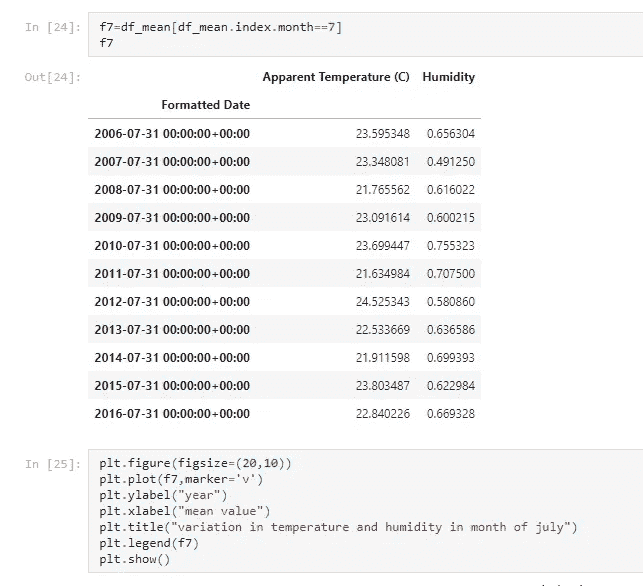 In [24]: f7=df_mean[df_mean.index.month==7]
f7
Out[24]:
Apparent Temperature (C) Humidity
Formatted Date
2006-07-31 00:00:00+00:00 23.595348 0.656304
2007-07-31 00:00:00+00:00 23.348081 0.491250
2008-07-31 00:00:00+00:00 21.765562 0.616022
2009-07-31 00:00:00+00:00 23.091614 0.600215
2010-07-31 00:00:00+00:00 23.699447 0.755323
2011-07-31 00:00:00+00:00 21.634984 0.707500
2012-07-31 00:00:00+00:00 24.525343 0.580860
2013-07-31 00:00:00+00:00 22.533669 0.636586
2014-07-31 00:00:00+00:00 21.911598 0.699393
2015-07-31 00:00:00+00:00 23.803487 0.622984
2016-07-31 00:00:00+00:00 22.840226 0.669328
In [25]: plt.figure(figsize=(20,10))
plt.plot(f7,marker='v')
plt.ylabel("year")
plt.xlabel("mean value")
plt.title("variation in temperature and humidity in month of july")
plt.legend(f7)
plt.show()